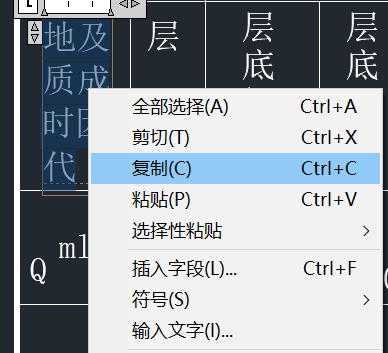 L
地及
质成
时因
代
层
层
底
层
底
全部选择(A) Ctrl+A
剪切(T) Ctrl+X
复制(C) Ctrl+C
粘贴(P) Ctrl+V
选择性粘贴
插入字段(L)... Ctrl+F
符号(S)
输入文字(I)...
Q ml